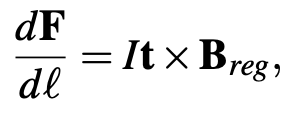 dF/dℓ = It × B_reg,